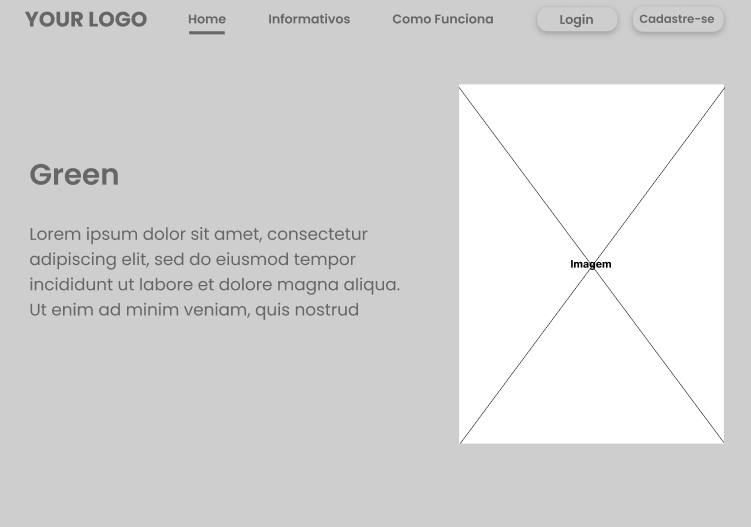 YOUR LOGO
Home
Informativos
Como Funciona
Login
Cadastre-se
Green
Lorem ipsum dolor sit amet, consectetur
adipiscing elit, sed do eiusmod tempor
incididunt ut labore et dolore magna aliqua.
Ut enim ad minim veniam, quis nostrud
Imagem